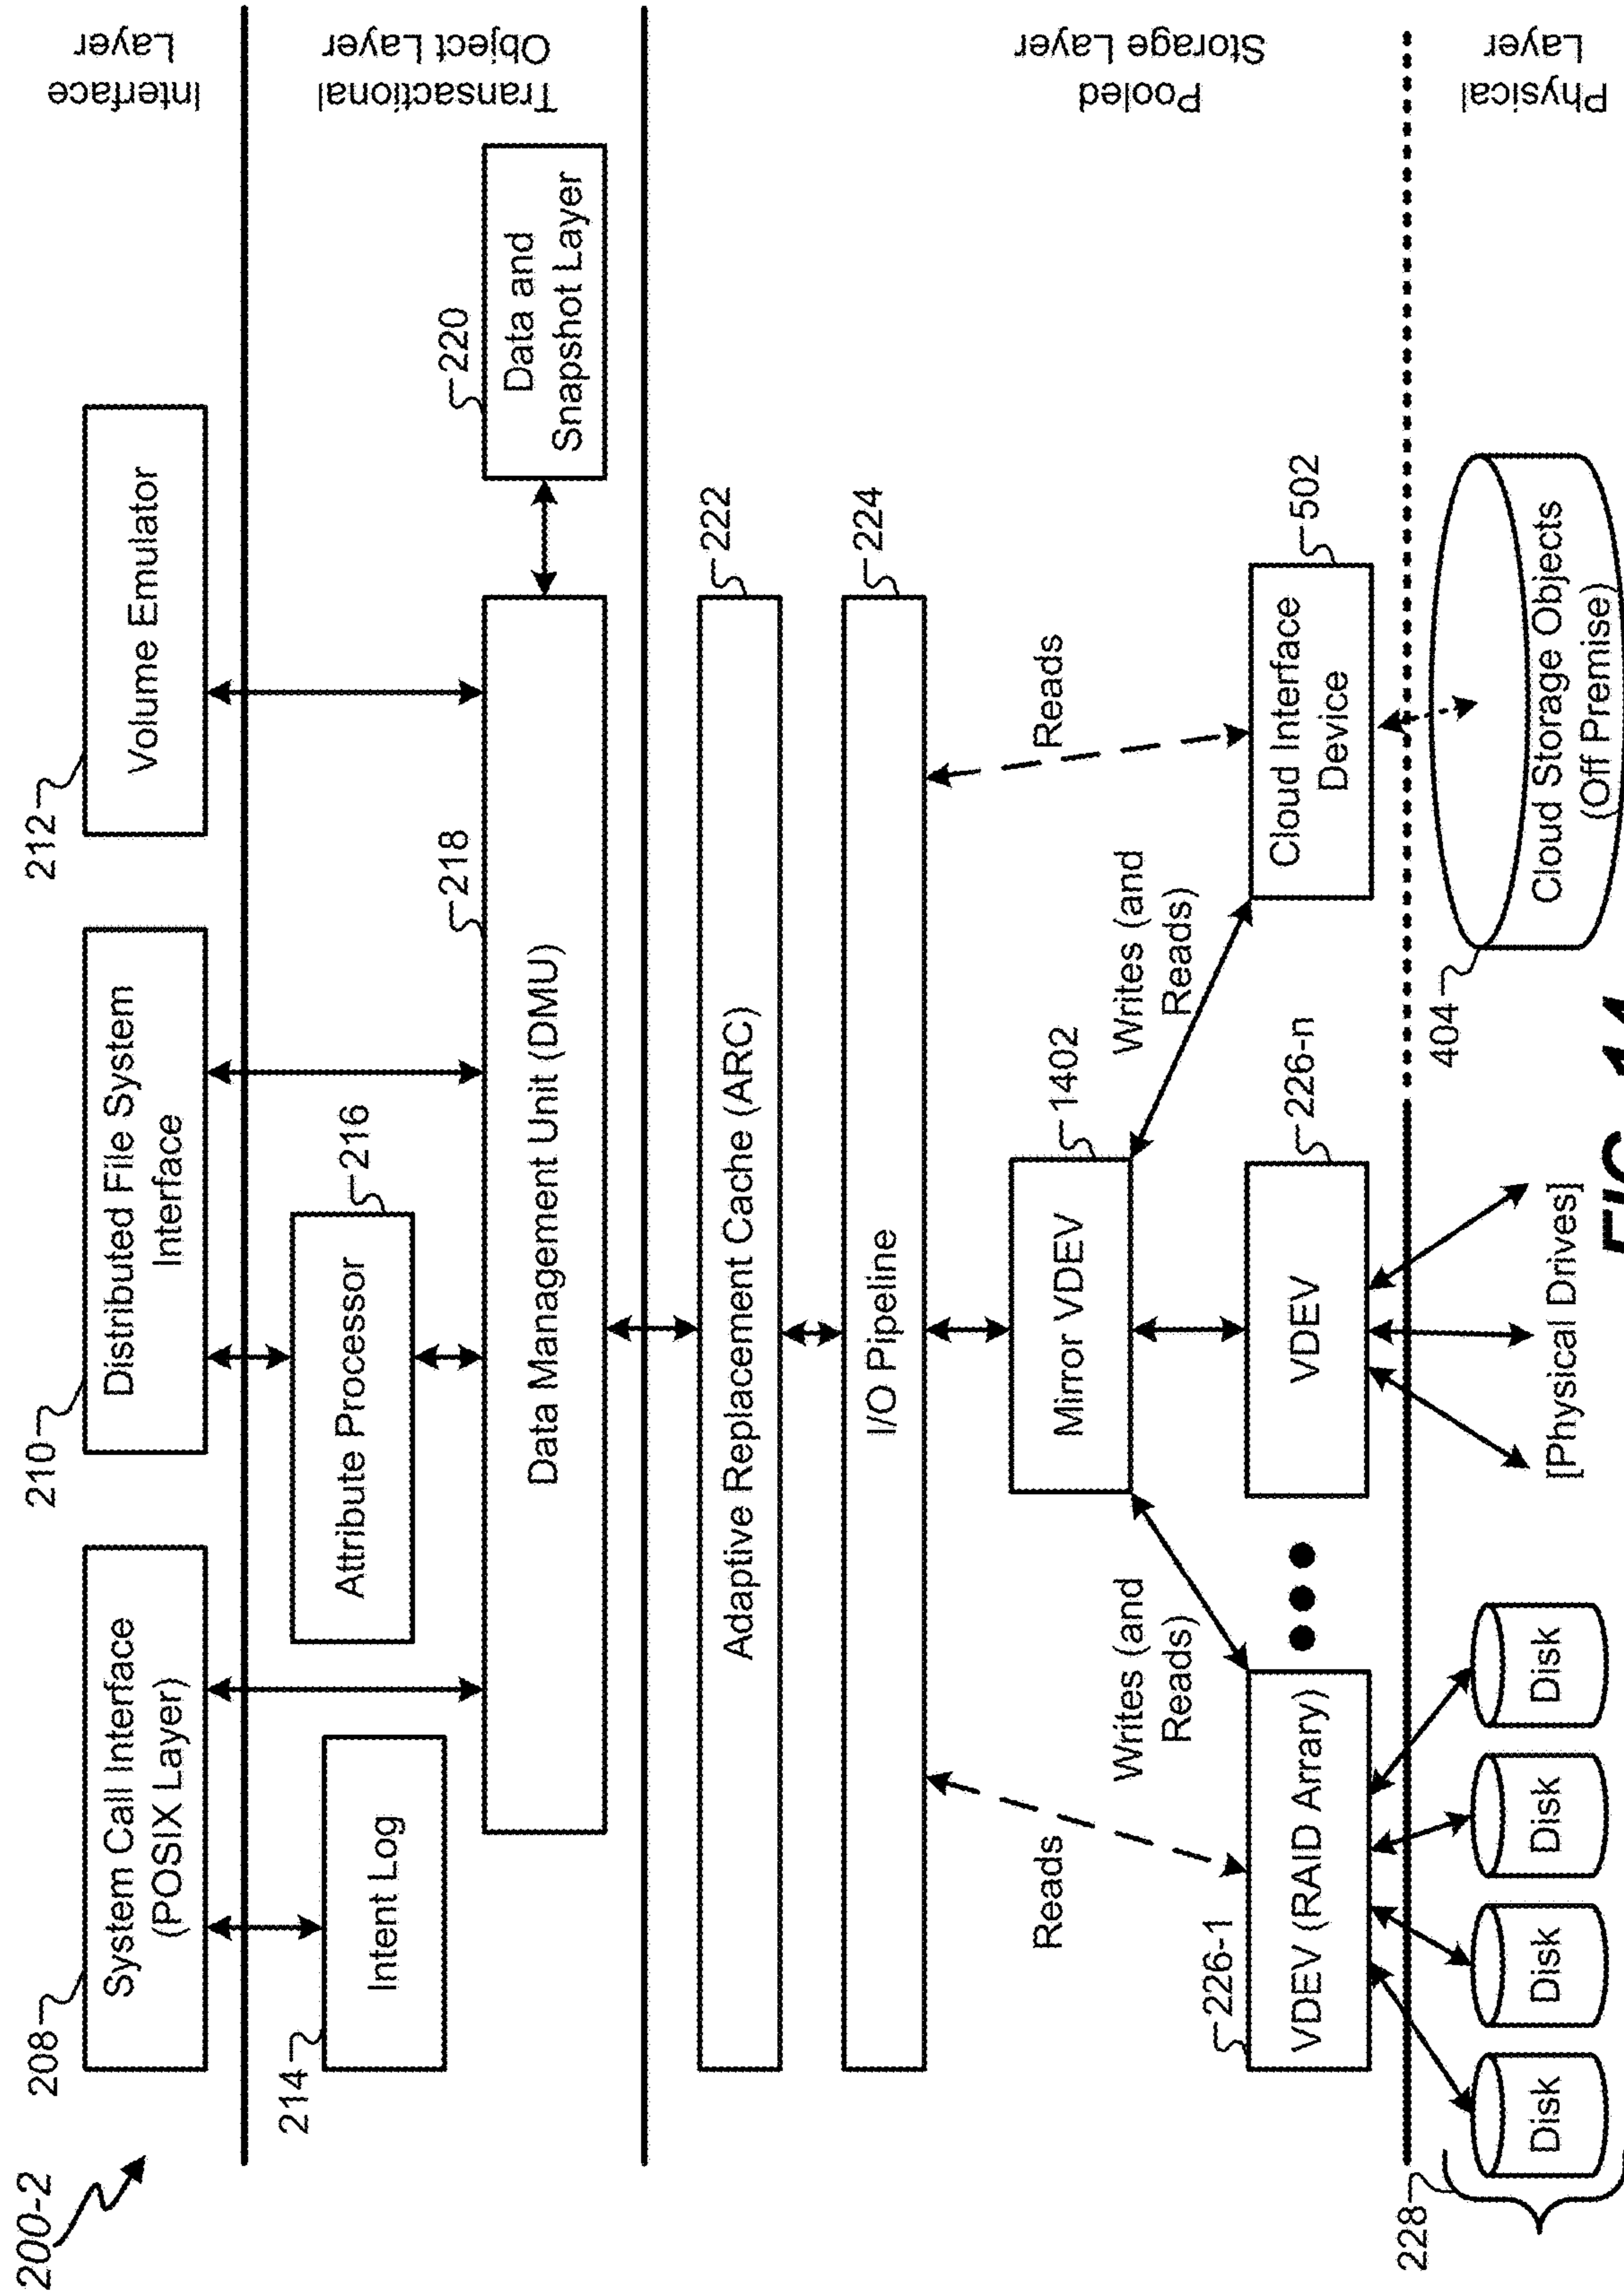 200-2
208
210
212
System Call Interface
(POSIX Layer)
Distributed File System
Interface
Volume Emulator
Interface
Layer
214
Intent Log
Attribute Processor
216
218
220
Transactional
Object Layer
Data Management Unit (DMU)
Data and
Snapshot Layer
222
Adaptive Replacement Cache (ARC)
224
I/O Pipeline
Reads
Writes (and
Reads)
Mirror VDEV
1402
Writes (and
Reads)
Reads
Pooled
Storage Layer
226-1
VDEV (RAID Arrary)
VDEV
226-n
Cloud Interface
Device
502
228
Disk
Disk
Disk
Disk
[Physical Drives]
404
Cloud Storage Objects
(Off Premise)
Physical
Layer
FIG. 14